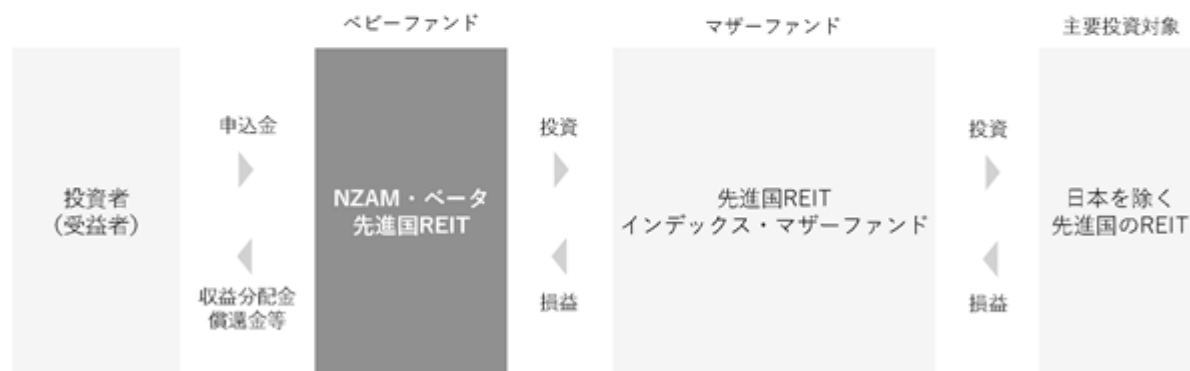 ベビーファンド
マザーファンド
主要投資対象
投資者
(受益者)
申込金
収益分配金
償還金等
NZAM・ベータ
先進国REIT
投資
損益
先進国REIT
インデックス・マザーファンド
投資
損益
日本を除く
先進国のREIT